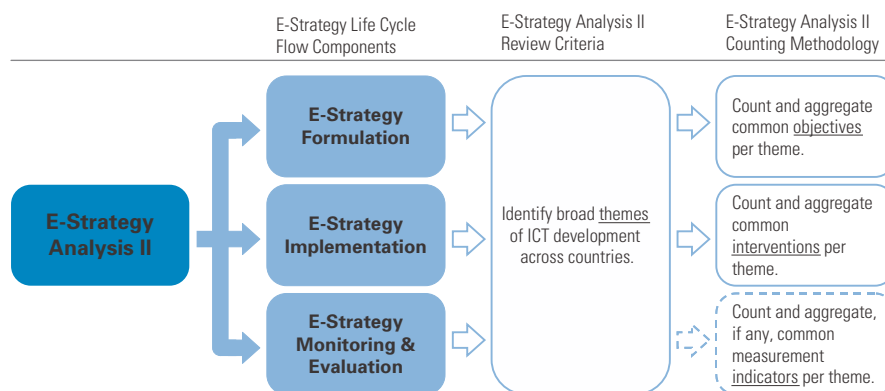 E-Strategy Life Cycle
Flow Components
E-Strategy Analysis II
Review Criteria
E-Strategy Analysis II
Counting Methodology
E-Strategy
Analysis II
E-Strategy
Formulation
E-Strategy
Implementation
E-Strategy
Monitoring &
Evaluation
Identify broad themes
of ICT development
across countries.
Count and aggregate
common objectives
per theme.
Count and aggregate
common
interventions per
theme.
Count and aggregate,
if any, common
measurement
indicators per theme.